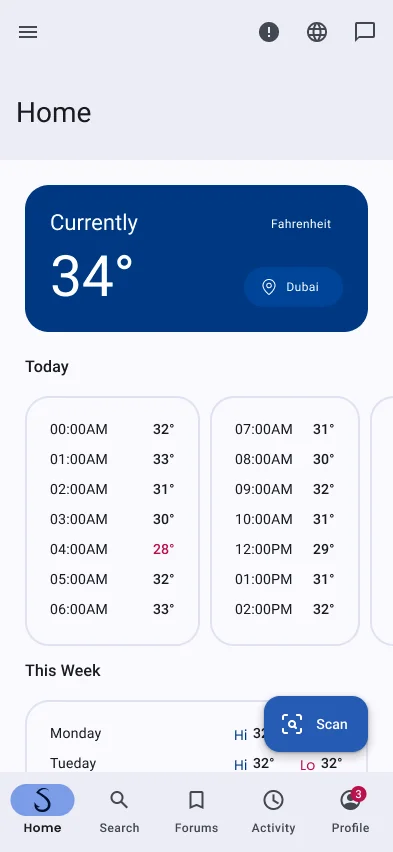 Home
Currently
Fahrenheit
34°
Dubai
Today
00:00AM 32°
01:00AM 33°
02:00AM 31°
03:00AM 30°
04:00AM 28°
05:00AM 32°
06:00AM 33°
07:00AM 31°
08:00AM 30°
09:00AM 32°
10:00AM 31°
12:00PM 29°
01:00PM 31°
02:00PM 32°
This Week
Monday Hi
Scan
Tueday Hi 32° Lo 32°
3
Home Search Forums Activity Profile